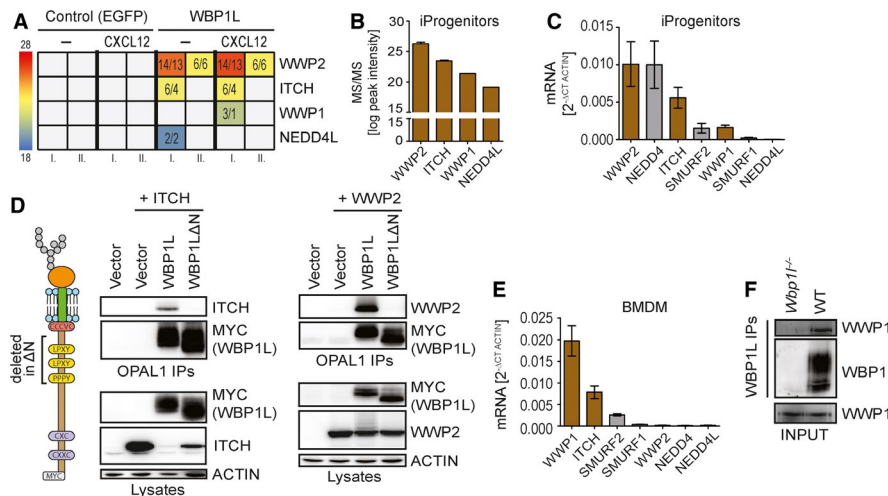 A
Control (EGFP)
WBP1L
–
CXCL12
–
CXCL12
28
18
14/13
6/6
14/13
6/6
WWP2
6/4
6/4
ITCH
3/1
WWP1
2/2
NEDD4L
I.
II.
I.
II.
I.
II.
I.
II.
B
iProgenitors
MS/MS
[log peak intensity]
30
25
20
15
0
WWP2
ITCH
WWP1
NEDD4L
C
iProgenitors
mRNA
[2-ΔCT ACTIN]
0.015
0.010
0.005
0.000
WWP2
NEDD4
ITCH
SMURF2
WWP1
SMURF1
NEDD4L
D
deleted
in ΔN
CCCVC
LPXY
LPXY
PPPY
CXC
CXXC
MYC
+ ITCH
Vector
Vector
WBP1L
WBP1LΔN
ITCH
MYC
(WBP1L)
OPAL1 IPs
MYC
(WBP1L)
ITCH
ACTIN
Lysates
+ WWP2
Vector
Vector
WBP1L
WBP1LΔN
WWP2
MYC
(WBP1L)
OPAL1 IPs
MYC
(WBP1L)
WWP2
ACTIN
Lysates
E
BMDM
mRNA [2-ΔCT ACTIN]
0.025
0.020
0.015
0.010
0.005
0.000
WWP1
ITCH
SMURF2
SMURF1
WWP2
NEDD4
NEDD4L
F
Wbp1l-/-
WT
WBP1L IPs
WWP1
WBP1
WWP1
INPUT